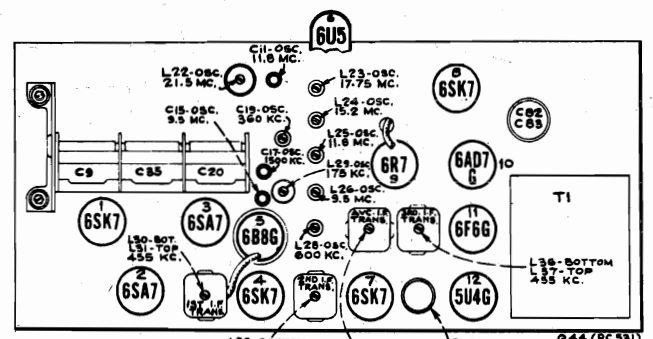 6
6U5
C11-OSC.
11.8 MC.
L22-OSC.
21.5 MC.
L23-OSC.
17.75 MC.
8
6SK7
C15-OSC.
9.5 MC.
C19-OSC.
360 KC.
L24-OSC.
15.2 MC.
C82
C83
L25-OSC.
11.8 MC.
C17-OSC.
1500 KC.
L29-OSC.
175 KC.
6R7
9
6AD7
G
10
C9
C35
C20
L26-OSC.
9.5 MC.
T1
1
6SK7
3
6SA7
5
6B8G
L28-OSC.
600 KC.
AVC. I.F.
TRANS.
3RD. I.F.
TRANS.
11
6F6G
L30-BOT.
L31-TOP
455 KC.
L36-BOTTOM
L37-TOP
455 KC.
2
6SA7
1ST I.F.
TRANS.
4
6SK7
2ND I.F.
TRANS.
7
6SK7
12
5U4G